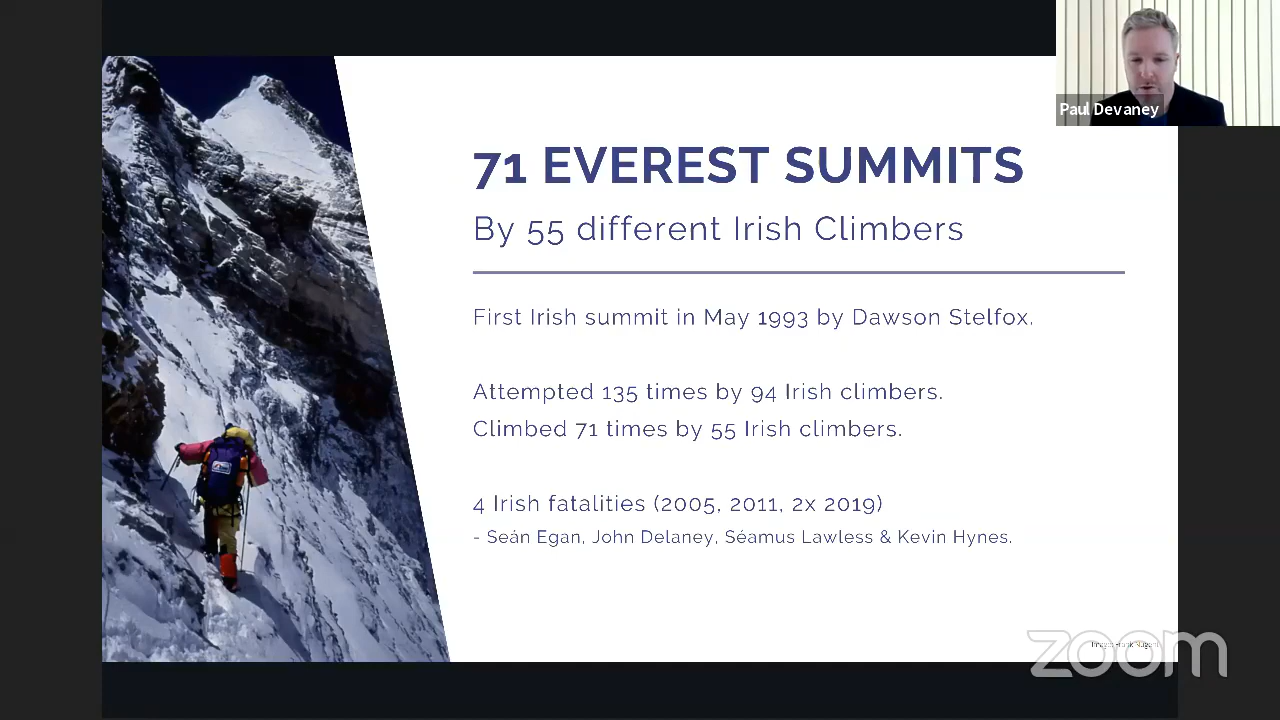 Paul Devaney
71 EVEREST SUMMITS
By 55 different Irish Climbers
First Irish summit in May 1993 by Dawson Stelfox.
Attempted 135 times by 94 Irish climbers.
Climbed 71 times by 55 Irish climbers.
4 Irish fatalities (2005, 2011, 2x 2019)
- Seán Egan, John Delaney, Séamus Lawless & Kevin Hynes.
zoom